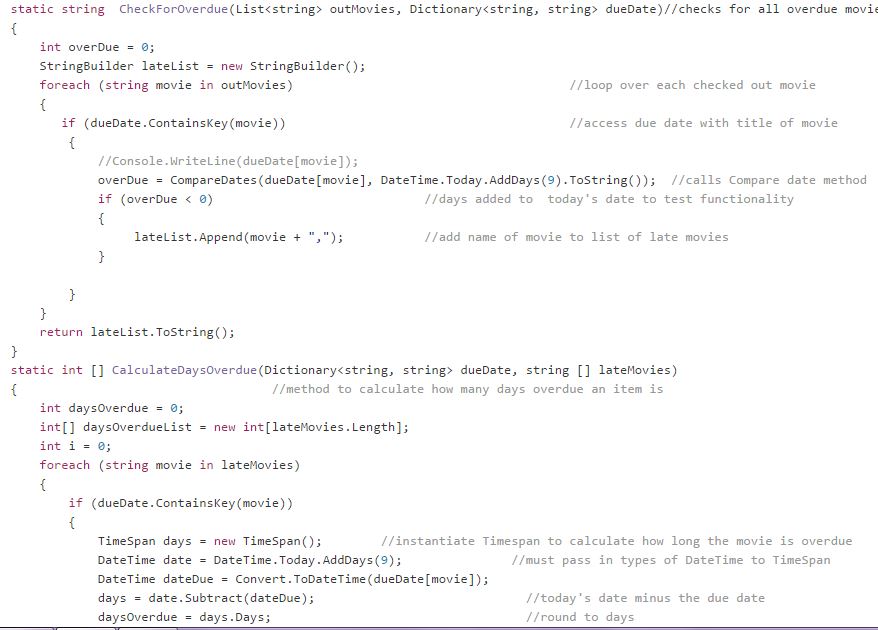 static string  CheckForOverdue(List<string> outMovies, Dictionary<string, string> dueDate)//checks for all overdue movie
{
    int overDue = 0;
    StringBuilder lateList = new StringBuilder();
    foreach (string movie in outMovies)                                      //loop over each checked out movie
    {
       if (dueDate.ContainsKey(movie))                                       //access due date with title of movie
        {
            //Console.WriteLine(dueDate[movie]);
            overDue = CompareDates(dueDate[movie], DateTime.Today.AddDays(9).ToString());  //calls Compare date method
            if (overDue < 0)                             //days added to  today's date to test functionality
            {
                 lateList.Append(movie + ",");           //add name of movie to list of late movies
            }
        }
    }
    return lateList.ToString();
}
static int [] CalculateDaysOverdue(Dictionary<string, string> dueDate, string [] lateMovies)
{                                   //method to calculate how many days overdue an item is
    int daysOverdue = 0;
    int[] daysOverdueList = new int[lateMovies.Length];
    int i = 0;
    foreach (string movie in lateMovies)
    {
        if (dueDate.ContainsKey(movie))
        {
            TimeSpan days = new TimeSpan();        //instantiate Timespan to calculate how long the movie is overdue
            DateTime date = DateTime.Today.AddDays(9);               //must pass in types of DateTime to TimeSpan
            DateTime dateDue = Convert.ToDateTime(dueDate[movie]);
            days = date.Subtract(dateDue);                             //today's date minus the due date
            daysOverdue = days.Days;                                   //round to days